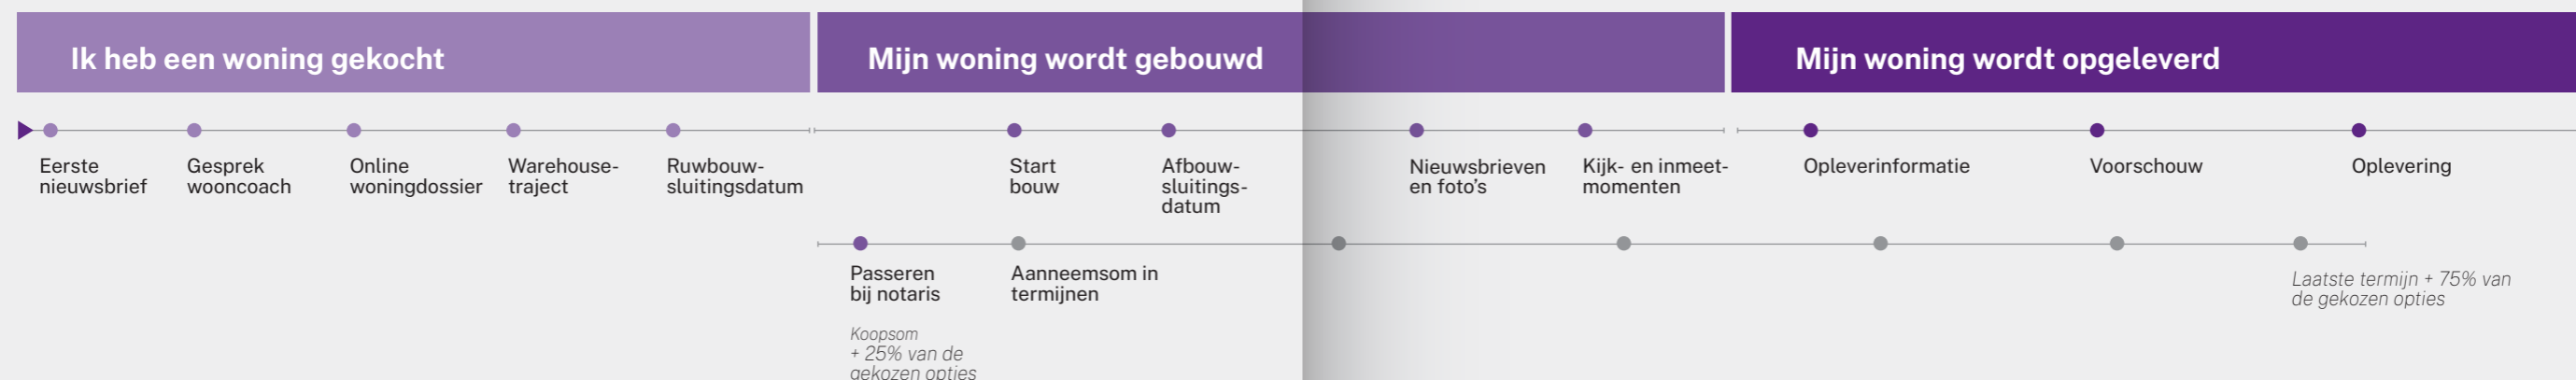 Ik heb een woning gekocht
Mijn woning wordt gebouwd
Mijn woning wordt opgeleverd
Eerste
nieuwsbrief
Gesprek
wooncoach
Online
woningdossier
Warehouse-
traject
Ruwbouw-
sluitingsdatum
Start
bouw
Afbouw-
sluitings-
datum
Nieuwsbrieven
en foto's
Kijk- en inmeet-
momenten
Opleverinformatie
Voorschouw
Oplevering
Passeren
bij notaris
Koopsom
+ 25% van de
gekozen opties
Aanneemsom in
termijnen
Laatste termijn + 75% van
de gekozen opties